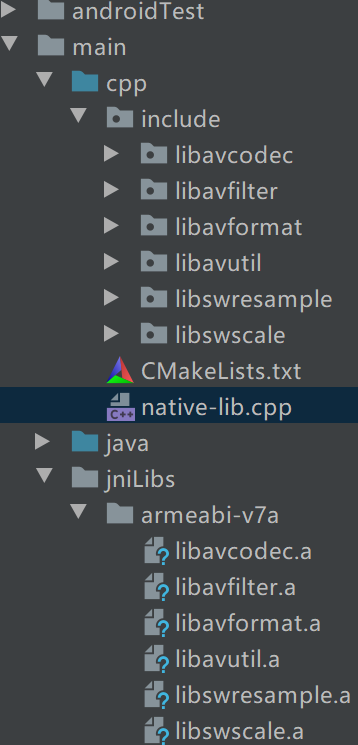 androidTest
main
cpp
include
libavcodec
libavfilter
libavformat
libavutil
libswresample
libswscale
CMakeLists.txt
C++ native-lib.cpp
java
jniLibs
armeabi-v7a
? libavcodec.a
? libavfilter.a
? libavformat.a
? libavutil.a
? libswresample.a
? libswscale.a